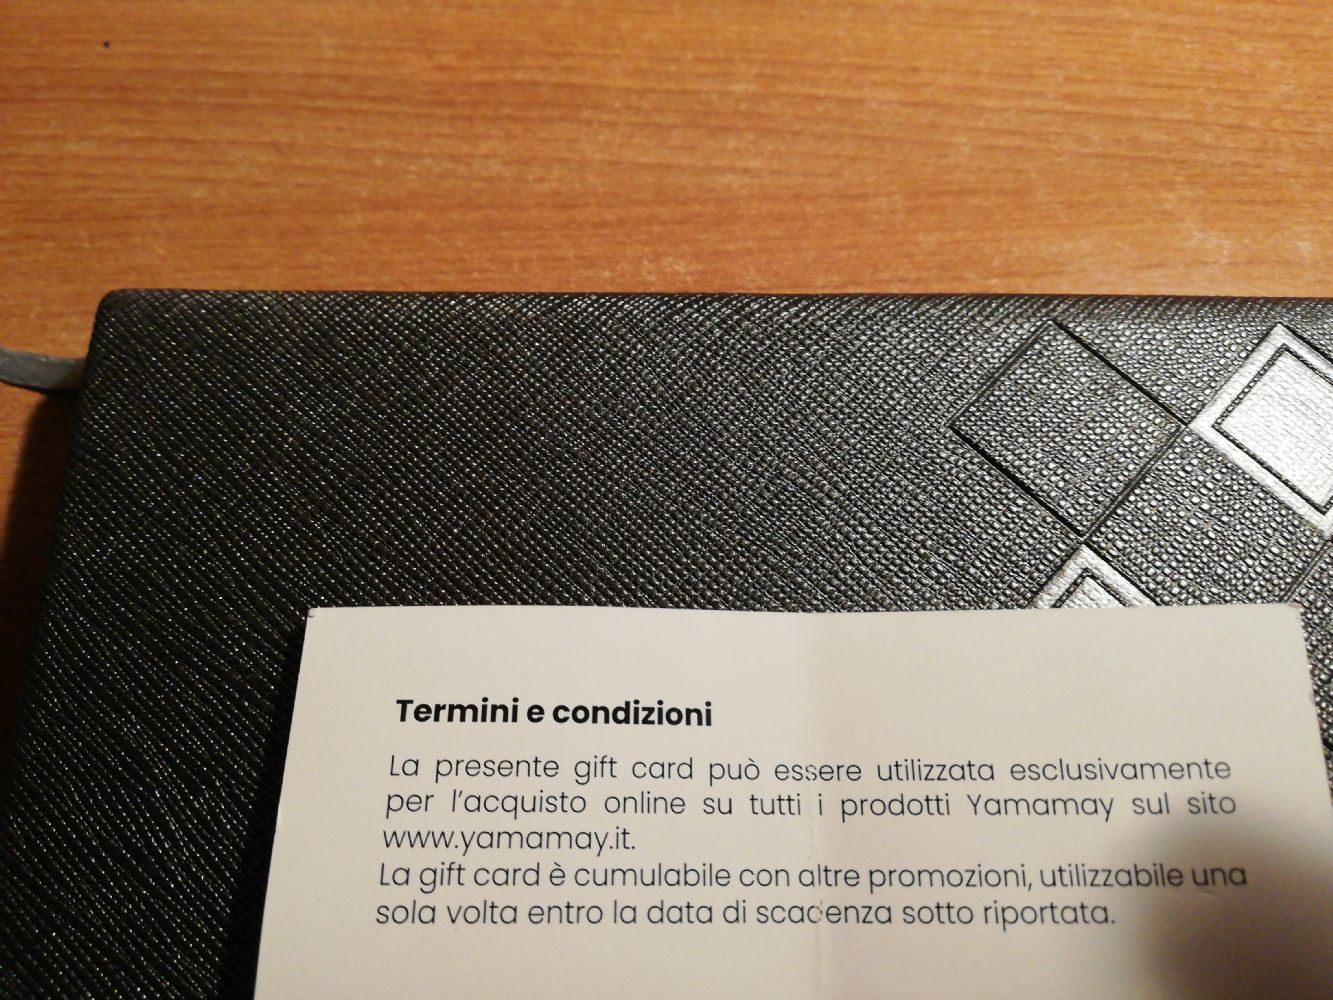 Termini e condizioni
La presente gift card può essere utilizzata esclusivamente
per l'acquisto online su tutti i prodotti Yamamay sul sito
www.yamamay.it.
La gift card è cumulabile con altre promozioni, utilizzabile una
sola volta entro la data di scadenza sotto riportata.